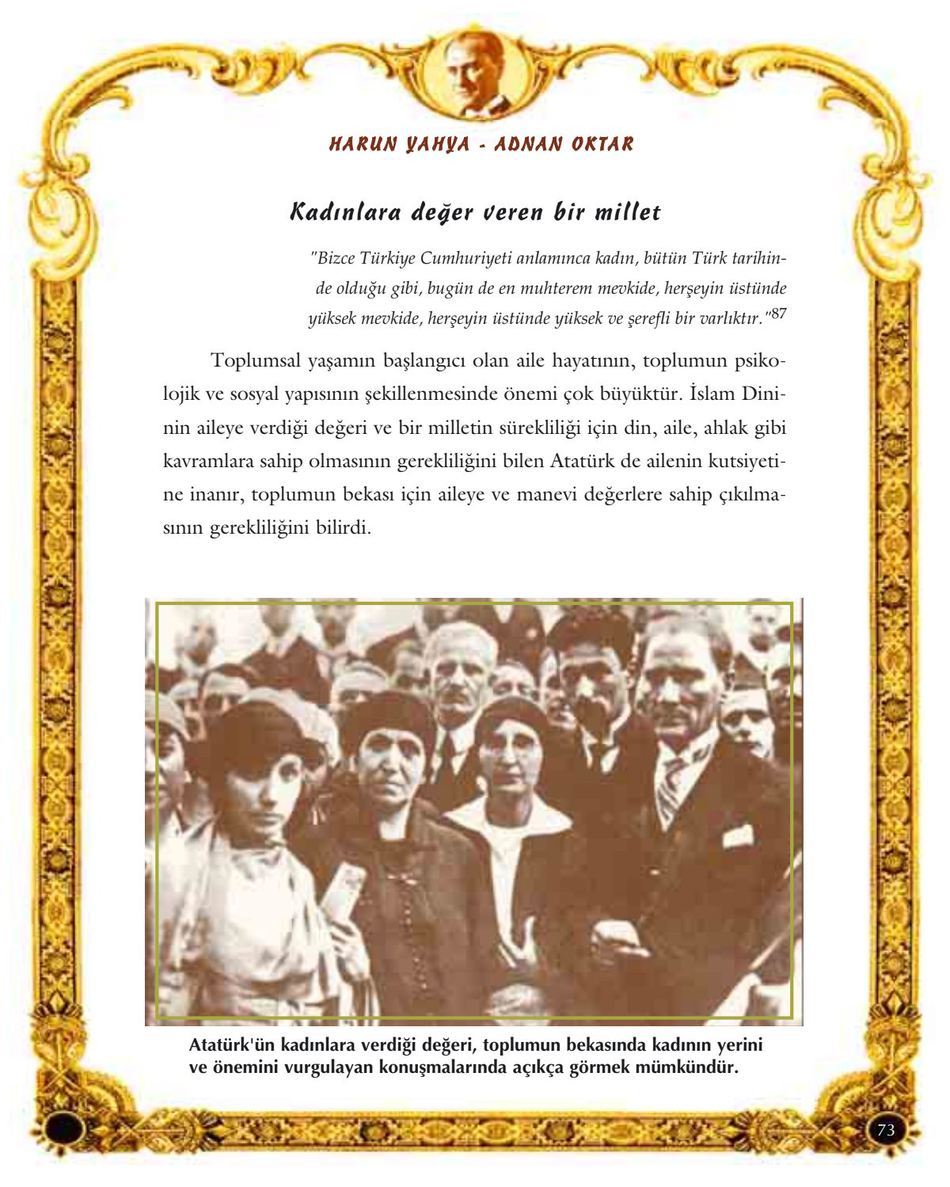 HARUN YAHYA - ADNAN OKTAR
Kadınlara değer veren bir millet
"Bizce Türkiye Cumhuriyeti anlamınca kadın, bütün Türk tarihin-
de olduğu gibi, bugün de en muhterem mevkide, herşeyin üstünde
yüksek mevkide, herşeyin üstünde yüksek ve şerefli bir varlıktır."87
Toplumsal yaşamın başlangıcı olan aile hayatının, toplumun psiko-
lojik ve sosyal yapısının şekillenmesinde önemi çok büyüktür. İslam Dini-
nin aileye verdiği değeri ve bir milletin sürekliliği için din, aile, ahlak gibi
kavramlara sahip olmasının gerekliliğini bilen Atatürk de ailenin kutsiyeti-
ne inanır, toplumun bekası için aileye ve manevi değerlere sahip çıkılma-
sının gerekliliğini bilirdi.
Atatürk'ün kadınlara verdiği değeri, toplumun bekasında kadının yerini
ve önemini vurgulayan konuşmalarında açıkça görmek mümkündür.
73